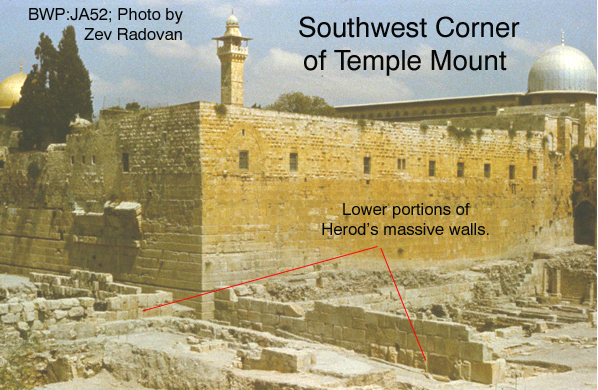 BWP:JA52; Photo by
Zev Radovan
Southwest Corner
of Temple Mount
Lower portions of
Herod's massive walls.